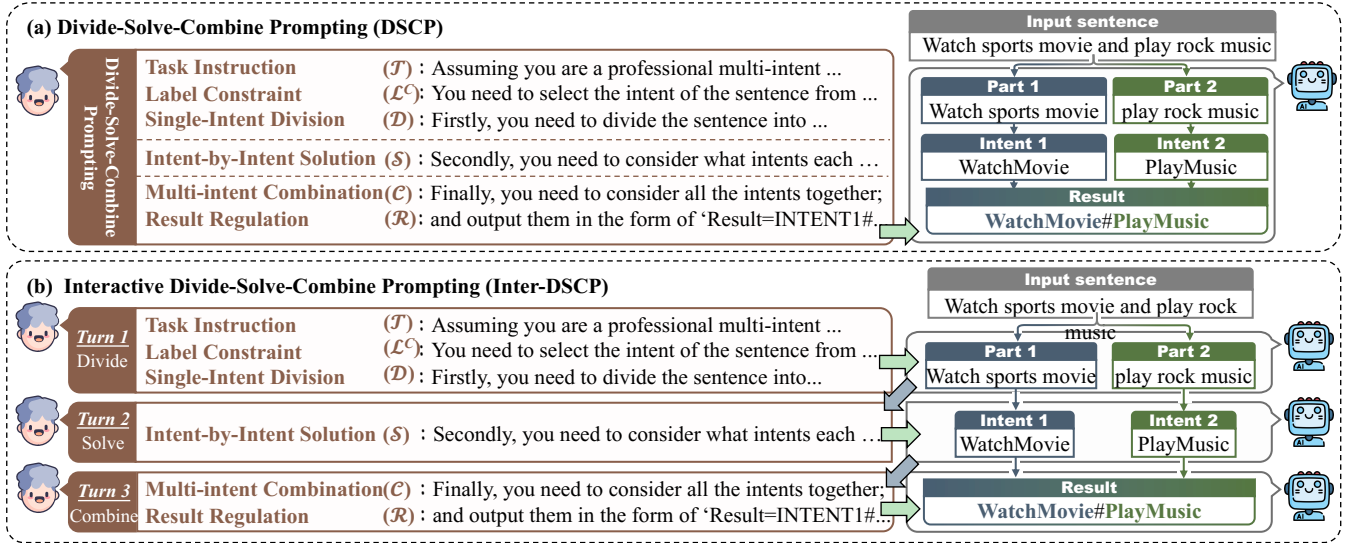 (a) Divide-Solve-Combine Prompting (DSCP)
Divide-Solve-Combine
Prompting
Task Instruction (𝒯) : Assuming you are a professional multi-intent ...
Label Constraint (ℒᶜ): You need to select the intent of the sentence from ...
Single-Intent Division (𝒟) : Firstly, you need to divide the sentence into ...
Intent-by-Intent Solution (𝒮) : Secondly, you need to consider what intents each …
Multi-intent Combination (𝒞) : Finally, you need to consider all the intents together;
Result Regulation (ℛ) : and output them in the form of ‘Result=INTENT1#...
Input sentence
Watch sports movie and play rock music
Part 1 Part 2
Watch sports movie play rock music
Intent 1 Intent 2
WatchMovie PlayMusic
Result
WatchMovie#PlayMusic
AI
(b) Interactive Divide-Solve-Combine Prompting (Inter-DSCP)
Turn 1
Divide
Task Instruction (𝒯) : Assuming you are a professional multi-intent ...
Label Constraint (ℒᶜ) : You need to select the intent of the sentence from ...
Single-Intent Division (𝒟) : Firstly, you need to divide the sentence into...
Turn 2
Solve
Intent-by-Intent Solution (𝒮) : Secondly, you need to consider what intents each …
Turn 3
Combine
Multi-intent Combination(𝒞) : Finally, you need to consider all the intents together;
Result Regulation (ℛ) : and output them in the form of ‘Result=INTENT1#...
Input sentence
Watch sports movie and play rock
music
Part 1 Part 2
Watch sports movie play rock music
AI
Intent 1 Intent 2
WatchMovie PlayMusic
AI
Result
WatchMovie#PlayMusic
AI